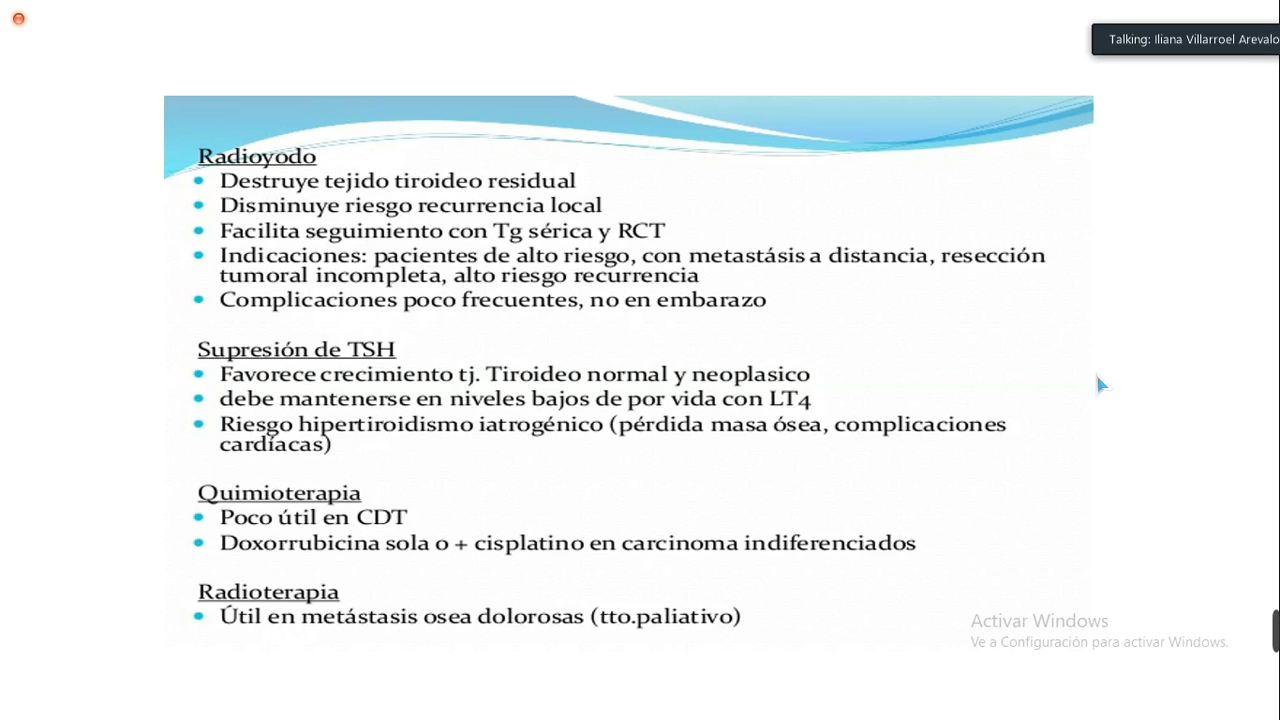 Talking: Iliana Villarroel Arevalo
Radioyodo
Destruye tejido tiroideo residual
Disminuye riesgo recurrencia local
Facilita seguimiento con Tg sérica y RCT
Indicaciones: pacientes de alto riesgo, con metastásis a distancia, resección
tumoral incompleta, alto riesgo recurrencia
Complicaciones poco frecuentes, no en embarazo
Supresión de TSH
Favorece crecimiento tj. Tiroideo normal y neoplasico
debe mantenerse en niveles bajos de por vida con LT4
Riesgo hipertiroidismo iatrogénico (pérdida masa ósea, complicaciones
cardíacas)
Quimioterapia
Poco útil en CDT
Doxorrubicina sola o + cisplatino en carcinoma indiferenciados
Radioterapia
Útil en metástasis osea dolorosas (tto.paliativo)
Activar Windows
Ve a Configuración para activar Windows.